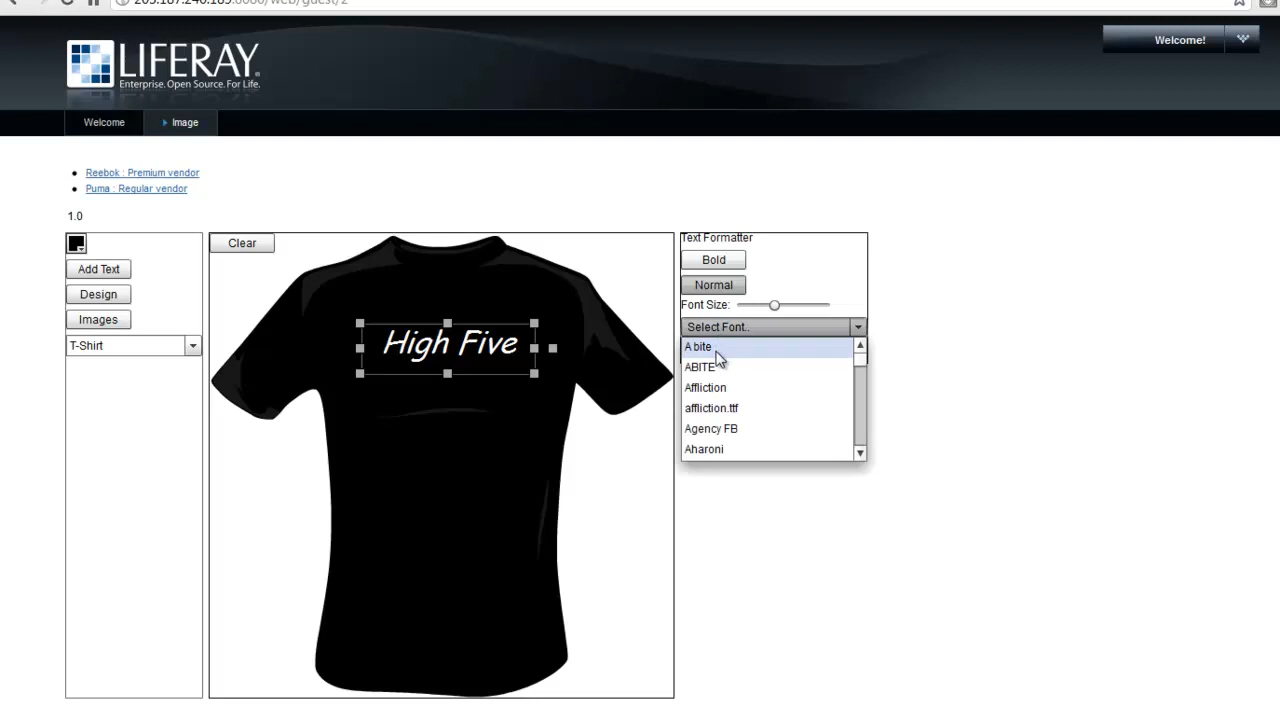 Welcome!
LIFERAY.
Enterprise. Open Source. For Life.
Welcome
Image
Reebok : Premium vendor
Puma : Regular vendor
1.0
Clear
Text Formatter
Add Text
Bold
Design
Normal
Font Size:
Images
Select Font..
T-Shirt
High Five
A bite
ABITE
Affliction
affliction.ttf
Agency FB
Aharoni